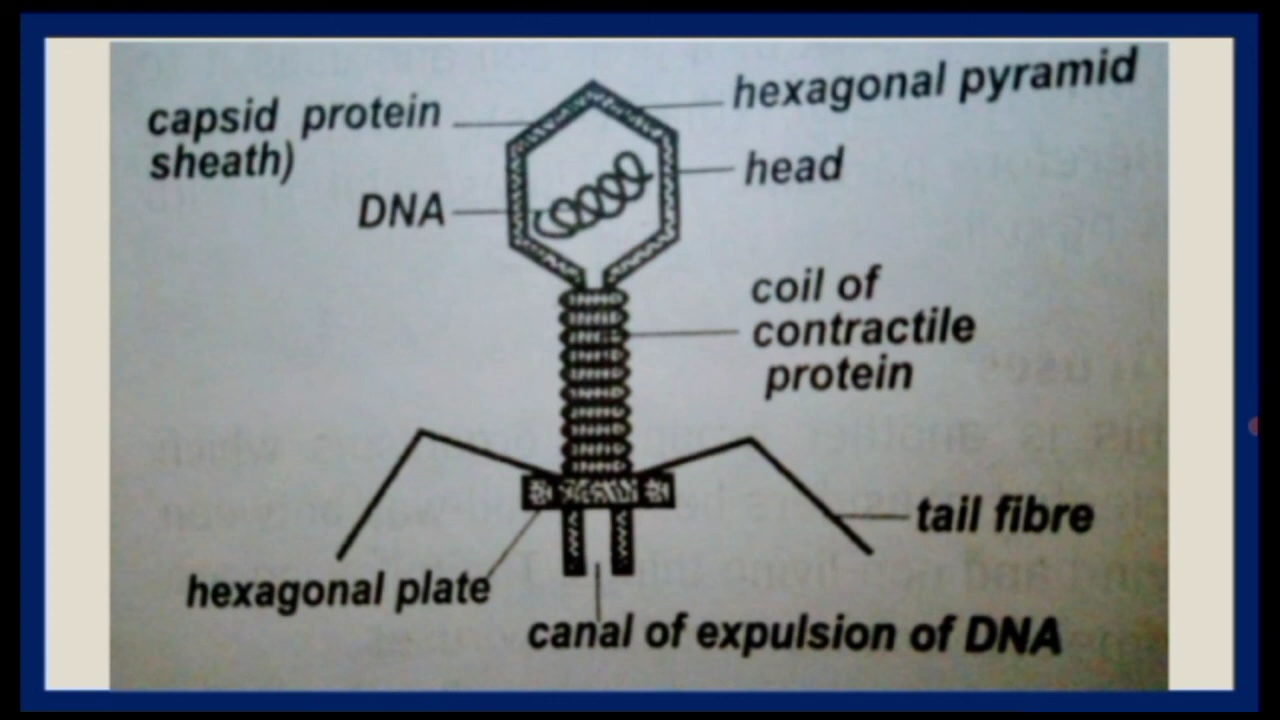 capsid protein
sheath)
DNA
hexagonal pyramid
head
coil of
contractile
protein
tail fibre
hexagonal plate
canal of expulsion of DNA